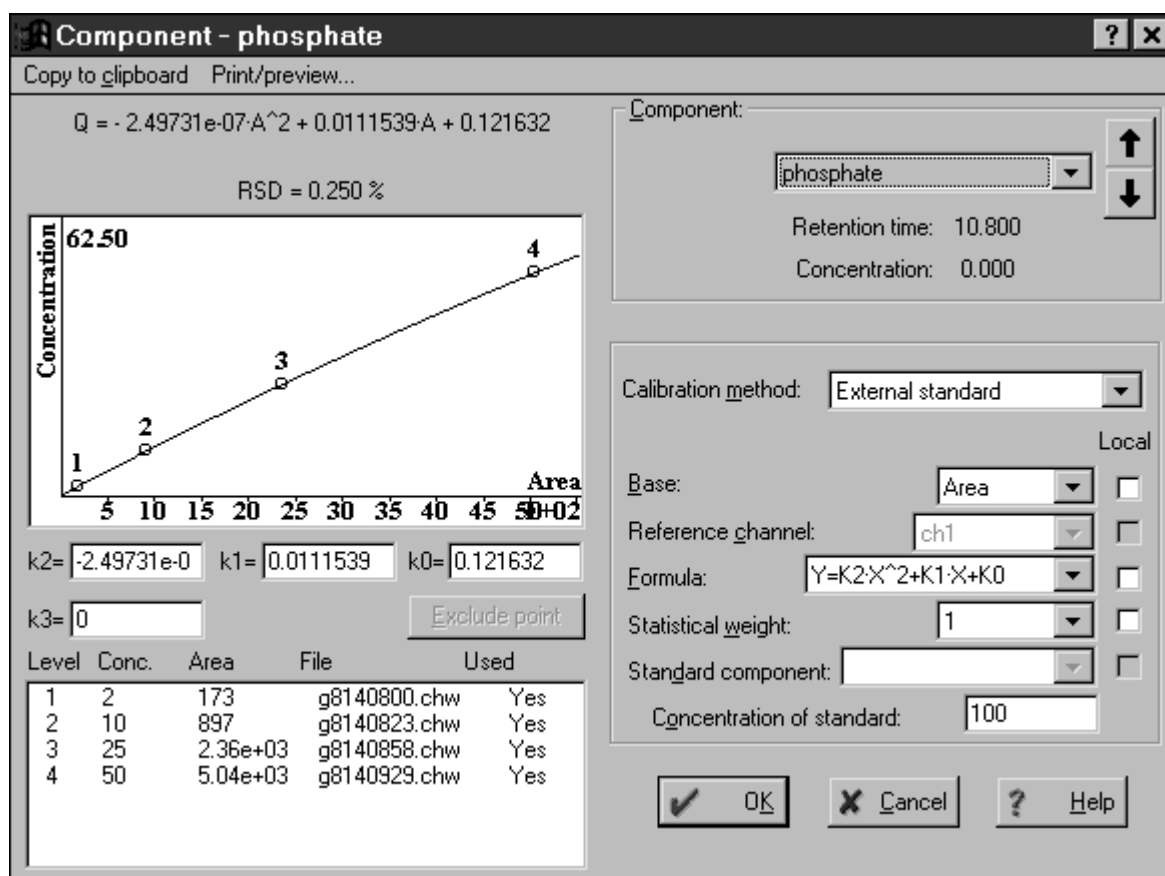 Component - phosphate
Copy to clipboard Print/preview...
Q = - 2.49731e-07·A^2 + 0.0111539·A + 0.121632
RSD = 0.250 %
62.50
Concentration
1
2
3
4
Area
5 10 15 20 25 30 35 40 45
k2= -2.49731e-0 k1= 0.0111539 k0= 0.121632
k3= 0 Exclude point
Level Conc. Area File Used
1 2 173 g8140800.chw Yes
2 10 897 g8140823.chw Yes
3 25 2.36e+03 g8140858.chw Yes
4 50 5.04e+03 g8140929.chw Yes
Component:
phosphate
Retention time: 10.800
Concentration: 0.000
Calibration method: External standard
Local
Base: Area
Reference channel: ch1
Formula: Y=K2·X^2+K1·X+K0
Statistical weight: 1
Standard component:
Concentration of standard: 100
OK Cancel ? Help